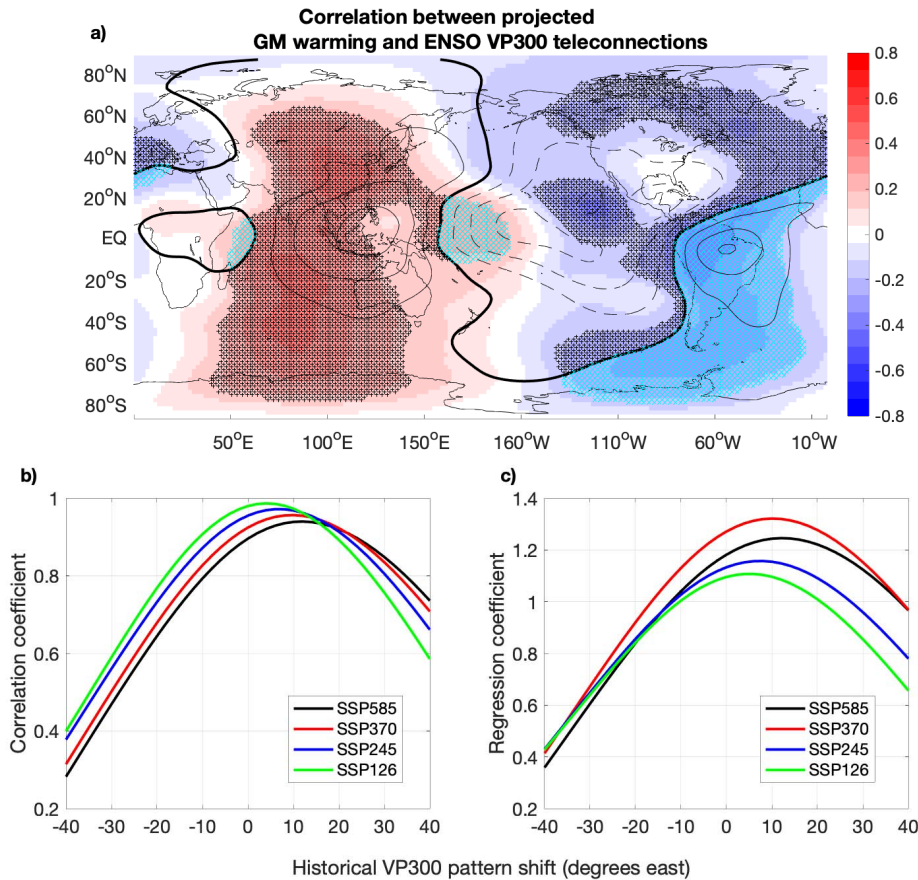 Correlation between projected
a) GM warming and ENSO VP300 teleconnections
80°N
60°N
40°N
20°N
EQ
20°S
40°S
60°S
80°S
50°E 100°E 150°E 160°W 110°W 60°W 10°W
0.8
0.6
0.4
0.2
0
-0.2
-0.4
-0.6
-0.8
b)
Correlation coefficient
1
0.8
0.6
0.4
0.2
-40 -30 -20 -10 0 10 20 30 40
SSP585
SSP370
SSP245
SSP126
c)
Regression coefficient
1.4
1.2
1
0.8
0.6
0.4
0.2
-40 -30 -20 -10 0 10 20 30 40
SSP585
SSP370
SSP245
SSP126
Historical VP300 pattern shift (degrees east)